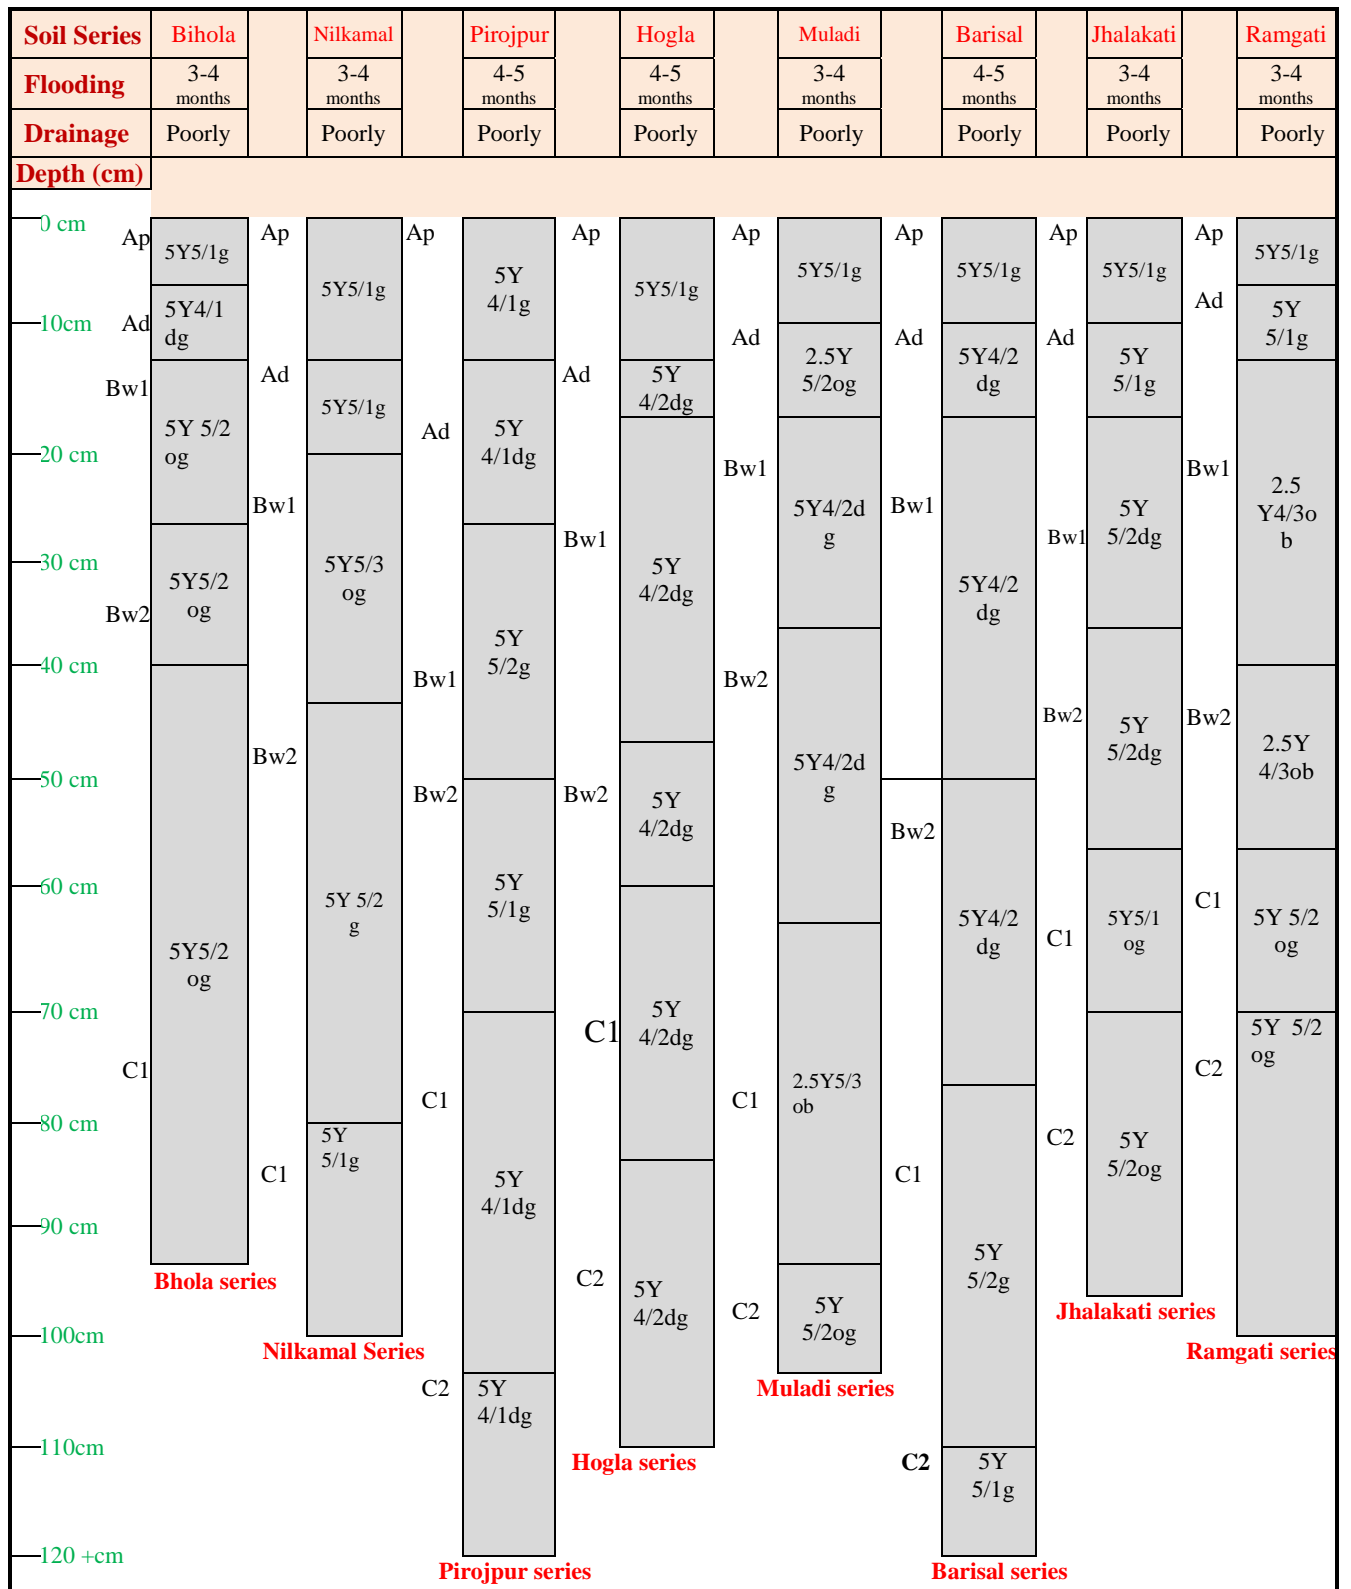 Soil Series Bihola Nilkamal Pirojpur Hogla Muladi Barisal Jhalakati Ramgati
Flooding 3-4 3-4 4-5 4-5 3-4 4-5 3-4 3-4
months months months months months months months months
Drainage Poorly Poorly Poorly Poorly Poorly Poorly Poorly Poorly
Depth (cm)
0 cm
10cm
20 cm
30 cm
40 cm
50 cm
60 cm
70 cm
80 cm
90 cm
100cm
110cm
120 +cm
Ap
Ad
Bw1
Bw2
C1
5Y5/1g
5Y4/1
dg
5Y 5/2
og
5Y5/2
og
5Y5/2
og
Bhola series
Ap
Ad
Bw1
Bw2
C1
5Y5/1g
5Y5/1g
5Y5/3
og
5Y 5/2
g
5Y
5/1g
Nilkamal Series
Ap
Ad
Bw1
Bw2
C1
C2
5Y
4/1g
5Y
4/1dg
5Y
5/2g
5Y
5/1g
5Y
4/1dg
5Y
4/1dg
Pirojpur series
Ap
Ad
Bw1
Bw2
C1
C2
5Y5/1g
5Y
4/2dg
5Y
4/2dg
5Y
4/2dg
5Y
4/2dg
5Y
4/2dg
Hogla series
Ap
Ad
Bw1
Bw2
C1
C2
5Y5/1g
2.5Y
5/2og
5Y4/2d
g
5Y4/2d
g
2.5Y5/3
ob
5Y
5/2og
Muladi series
Ap
Ad
Bw1
Bw2
C1
C2
5Y5/1g
5Y4/2
dg
5Y4/2
dg
5Y4/2
dg
5Y
5/2g
5Y
5/1g
Barisal series
Ap
Ad
Bw1
Bw2
C1
C2
5Y5/1g
5Y
5/1g
5Y
5/2dg
5Y
5/2dg
5Y5/1
og
5Y
5/2og
Jhalakati series
Ap
Ad
Bw1
Bw2
C1
C2
5Y5/1g
5Y
5/1g
2.5
Y4/3o
b
2.5Y
4/3ob
5Y 5/2
og
5Y 5/2
og
Ramgati series